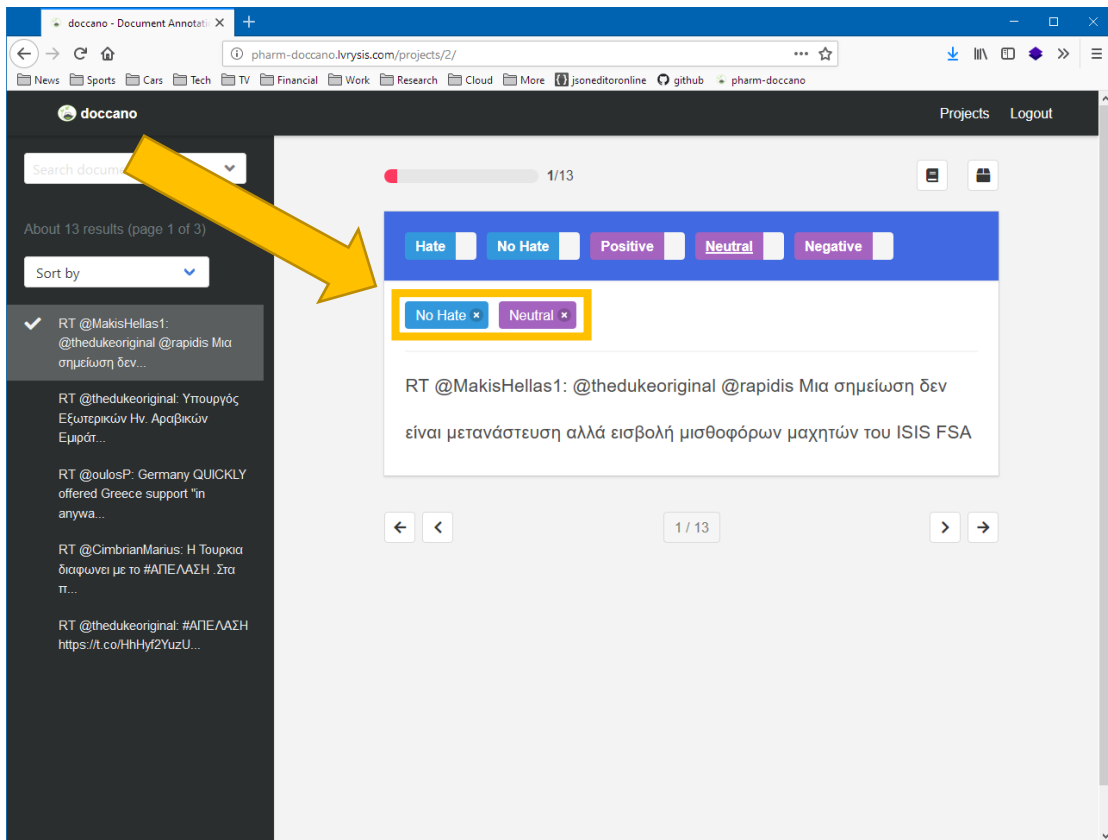 doccano - Document Annotati
pharm-doccano.lvrysis.com/projects/2/
News Sports Cars Tech TV Financial Work Research Cloud More jsoneditoronline github pharm-doccano
doccano
Projects Logout
Search docum
1/13
About 13 results (page 1 of 3)
Hate No Hate Positive Neutral Negative
Sort by
No Hate Neutral
RT @MakisHellas1:
@thedukeoriginal @rapidis Μια
σημείωση δεν...
RT @thedukeoriginal: Υπουργός
Εξωτερικών Ην. Αραβικών
Εμιράτ...
RT @oulosP: Germany QUICKLY
offered Greece support "in
anywa...
RT @CimbrianMarius: Η Τουρκια
διαφωνει με το #ΑΠΕΛΑΣΗ .Στα
π...
RT @thedukeoriginal: #ΑΠΕΛΑΣΗ
https://t.co/HhHyf2YuzU...
RT @MakisHellas1: @thedukeoriginal @rapidis Μια σημείωση δεν
είναι μετανάστευση αλλά εισβολή μισθοφόρων μαχητών του ISIS FSA
1 / 13